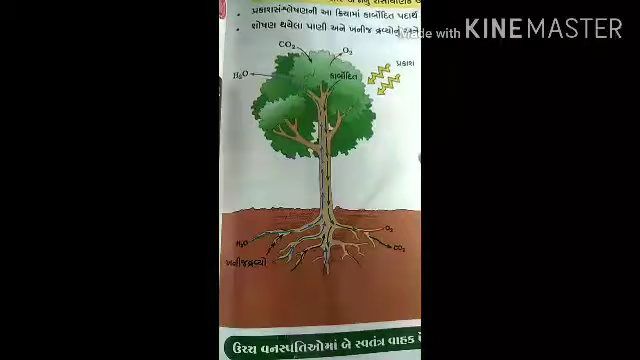 પ્રકાશસંશ્લેષણની આ ક્રિયામાં કાર્બોદિત પદાર્થ
• શોષણ થયેલા પાણી અને ખનીજ દ્રવ્યોનું
Made with KINEMASTER
CO₂
O₂
પ્રકાશ
H₂O
કાર્બોદિત
H₂O
O₂
CO₂
ખનીજદ્રવ્યો
ઉચ્ચ વનસ્પતિઓમાં બે સ્વતંત્ર વાહક